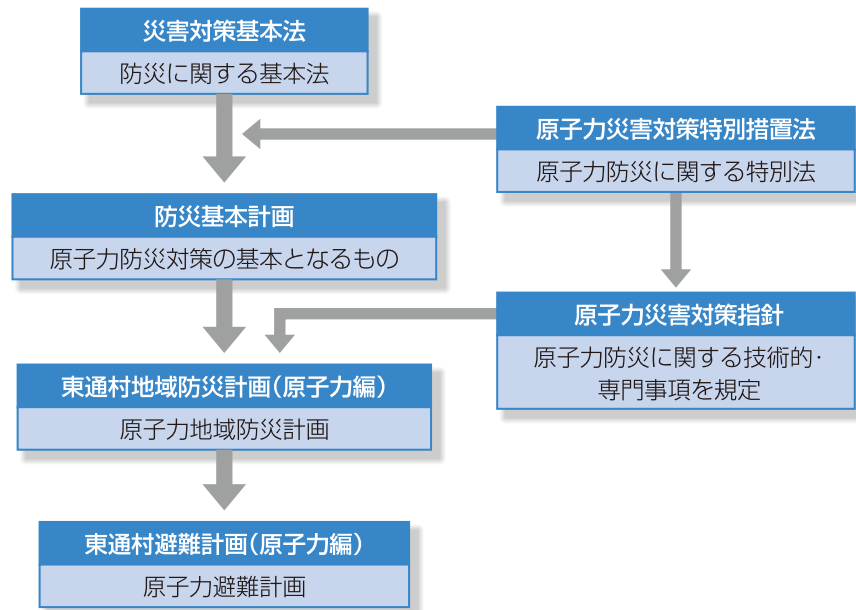 災害対策基本法
防災に関する基本法
原子力災害対策特別措置法
原子力防災に関する特別法
防災基本計画
原子力防災対策の基本となるもの
原子力災害対策指針
原子力防災に関する技術的・
専門事項を規定
東通村地域防災計画(原子力編)
原子力地域防災計画
東通村避難計画(原子力編)
原子力避難計画